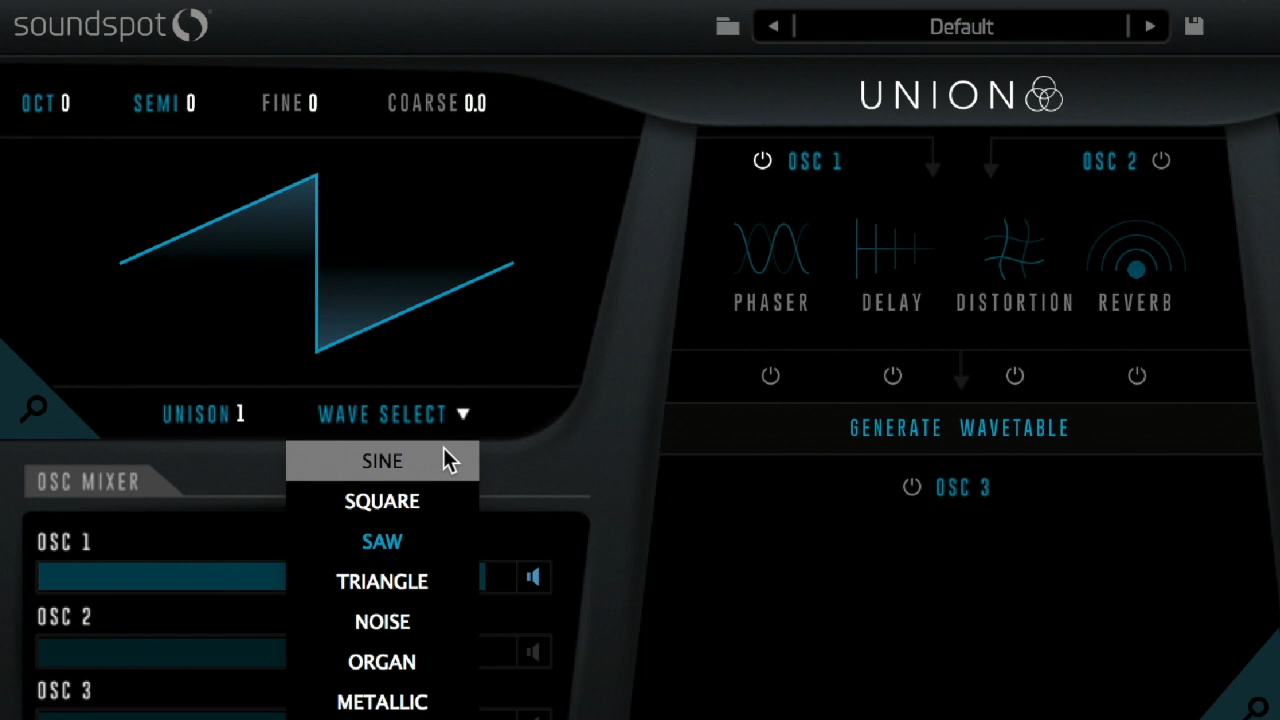 soundspot
Default
UNION
OCT 0 SEMI 0 FINE 0 COARSE 0.0
OSC 1
OSC 2
PHASER
DELAY
DISTORTION
REVERB
UNISON 1
WAVE SELECT
GENERATE WAVETABLE
OSC 3
SINE
SQUARE
SAW
TRIANGLE
NOISE
ORGAN
METALLIC
OSC MIXER
OSC 1
OSC 2
OSC 3